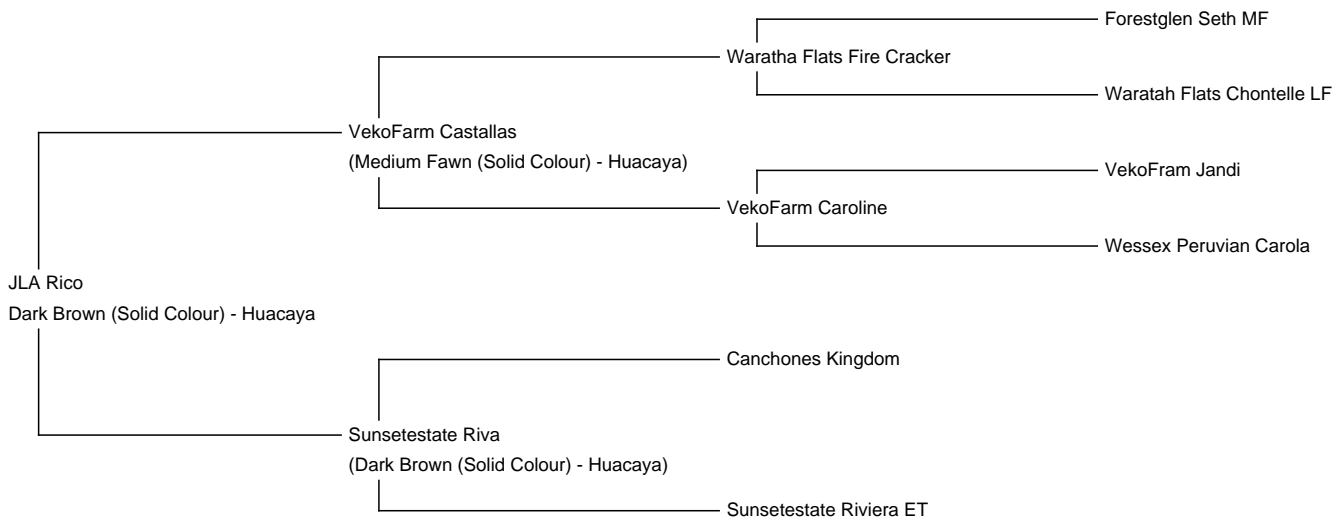 Forestglen Seth MF
Waratha Flats Fire Cracker
Waratah Flats Chontelle LF
VekoFarm Castallas
(Medium Fawn (Solid Colour) - Huacaya)
VekoFram Jandi
VekoFarm Caroline
Wessex Peruvian Carola
JLA Rico
Dark Brown (Solid Colour) - Huacaya
Canchones Kingdom
Sunsetestate Riva
(Dark Brown (Solid Colour) - Huacaya)
Sunsetestate Riviera ET